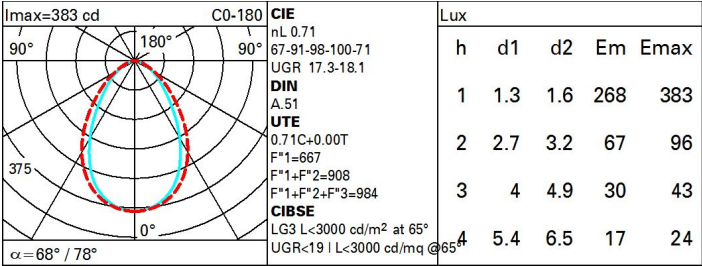 Imax=383 cd C0-180
90° 180° 90°
375
0°
α=68° / 78°
CIE
nL 0.71
67-91-98-100-71
UGR 17.3-18.1
DIN
A.51
UTE
0.71C+0.00T
F"1=667
F"1+F"2=908
F"1+F"2+F"3=984
CIBSE
LG3 L<3000 cd/m² at 65°
UGR<19 | L<3000 cd/mq @65°
Lux
h d1 d2 Em Emax
1 1.3 1.6 268 383
2 2.7 3.2 67 96
3 4 4.9 30 43
4 5.4 6.5 17 24